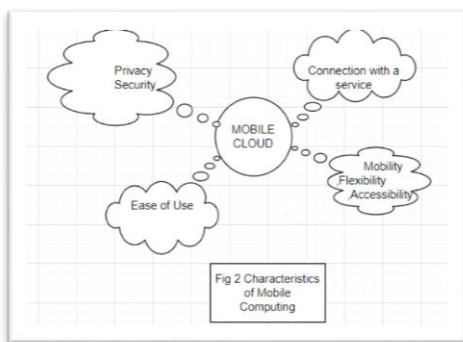 Privacy
Security
Connection with a
service
MOBILE
CLOUD
Mobility
,Flexibility
,Accessibility
Ease of Use
Fig 2 Characteristics
of Mobile
Computing